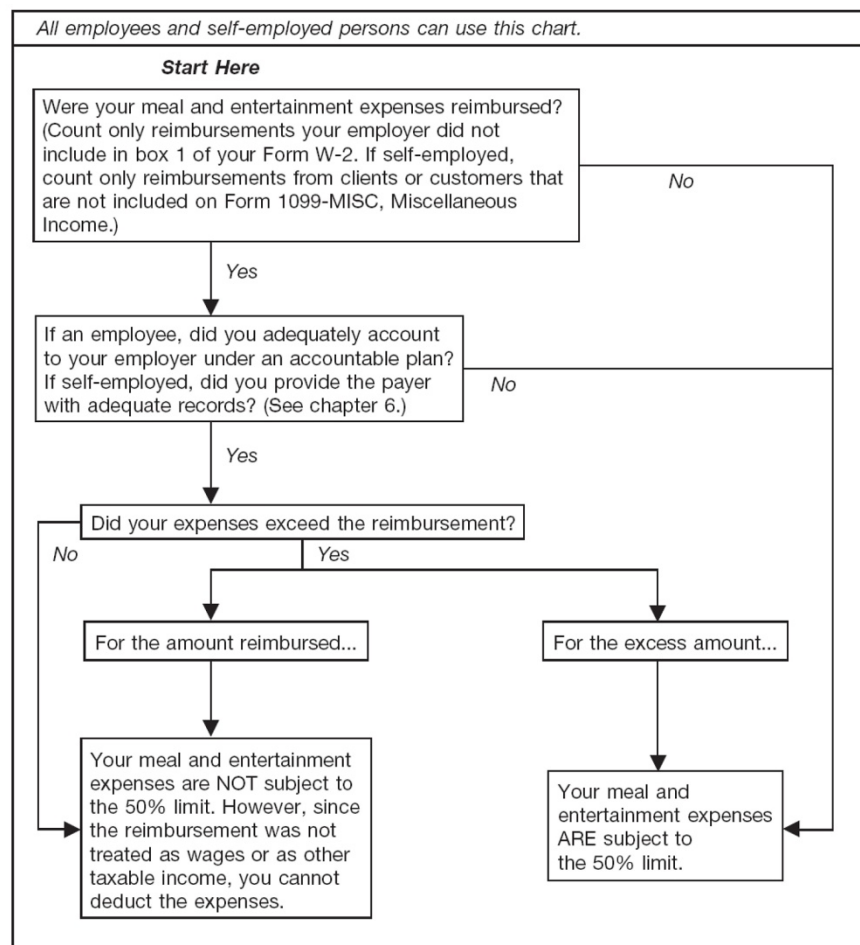 All employees and self-employed persons can use this chart.
Start Here
Were your meal and entertainment expenses reimbursed?
(Count only reimbursements your employer did not
include in box 1 of your Form W-2. If self-employed,
count only reimbursements from clients or customers that
are not included on Form 1099-MISC, Miscellaneous
Income.)
No
Yes
If an employee, did you adequately account
to your employer under an accountable plan?
If self-employed, did you provide the payer
with adequate records? (See chapter 6.)
No
Yes
Did your expenses exceed the reimbursement?
No
Yes
For the amount reimbursed...
For the excess amount...
Your meal and entertainment
expenses are NOT subject to
the 50% limit. However, since
the reimbursement was not
treated as wages or as other
taxable income, you cannot
deduct the expenses.
Your meal and
entertainment expenses
ARE subject to
the 50% limit.